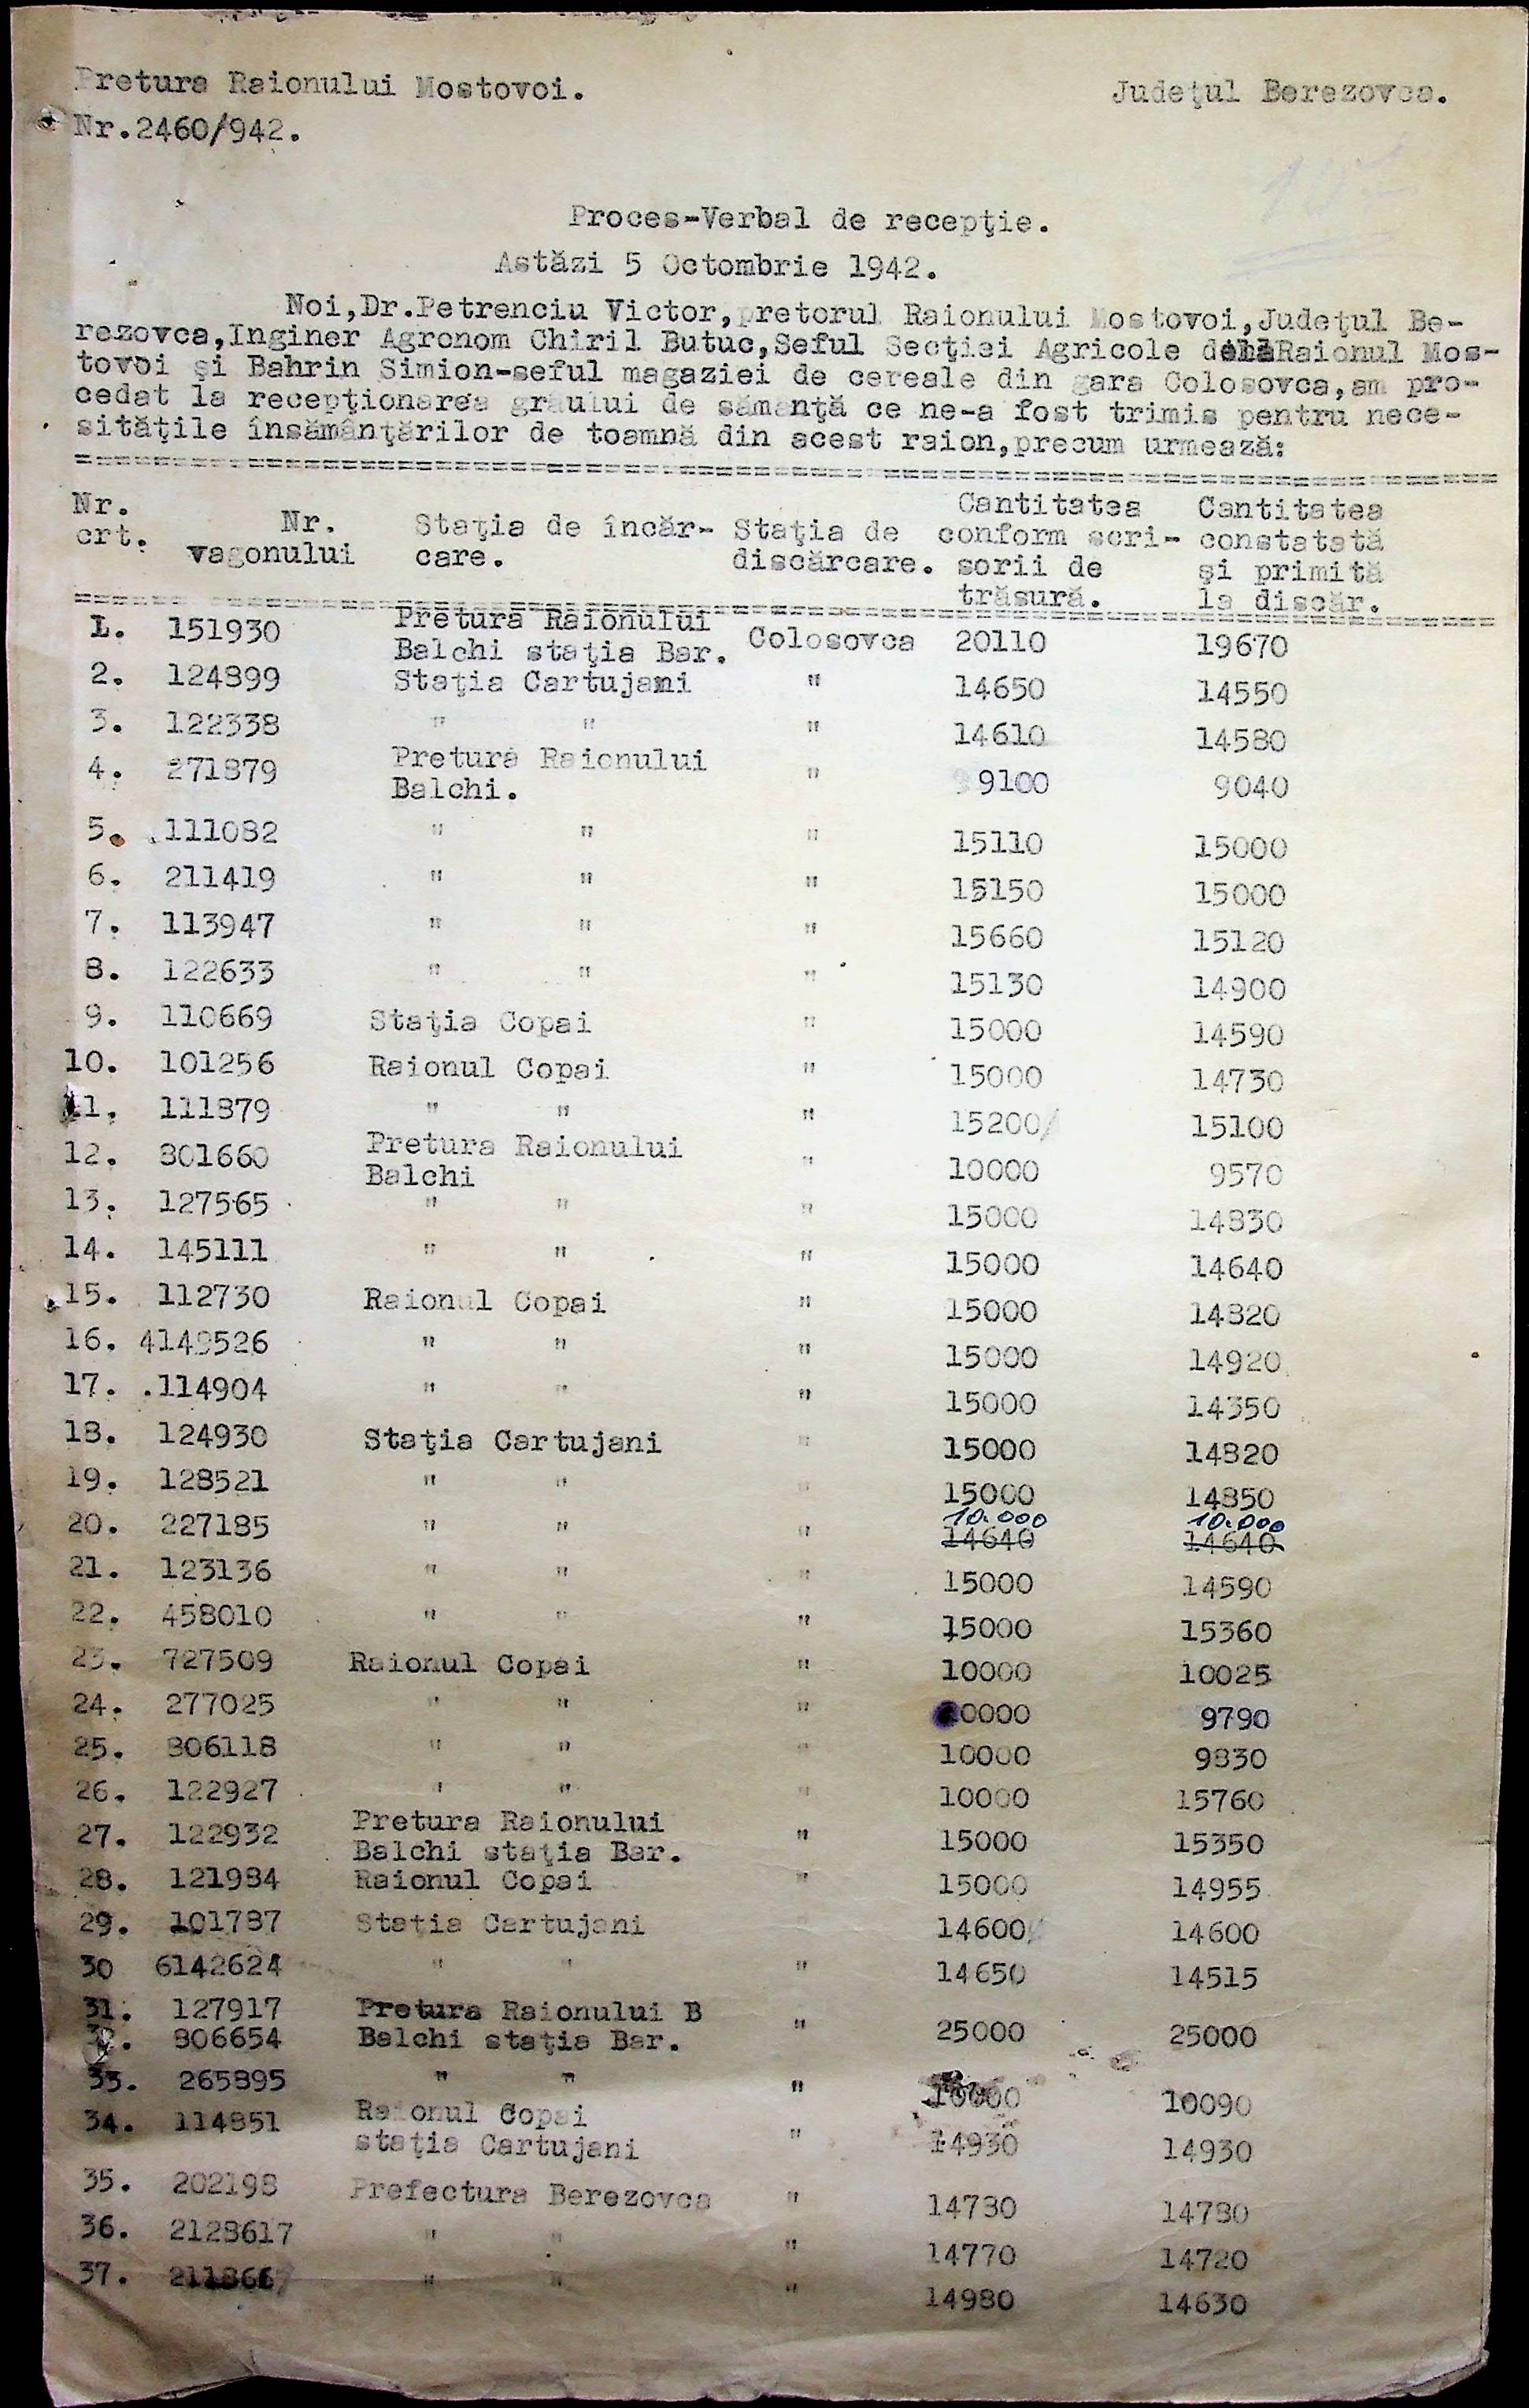 Pretura Raionului Mostovoi. Judeţul Berezovca.
Nr.2460/942.
Proces-Verbal de recepţie.
Astăzi 5 Octombrie 1942.
Noi,Dr.Petrenciu Victor,pretorul Raionului Mostovoi,Judeţul Be-
rezovca,Inginer Agronom Chiril Butuc,Seful Secţiei Agricole dela Raionul Mos-
tovoi şi Bahrin Simion-seful magaziei de cereale din gara Colosovca,am pro-
cedat la recepţionarea grâului de sămanţă ce ne-a fost trimis pentru nece-
sităţile însămânţărilor de toamnă din acest raion,precum urmează:
Nr. crt. Nr. vagonului Staţia de încăr-care. Staţia de discărcare. Cantitatea conform scri-sorii de trăsură. Cantitatea constatată şi primită la discăr.
1. 151930 Pretura Raionului Balchi staţia Bar. Colosovca 20110 19670
2. 124899 Staţia Cartujani " 14650 14550
3. 122338 " " " 14610 14580
4. 271879 Pretura Raionului Balchi. " 9100 9040
5. 111082 " " " 15110 15000
6. 211419 " " " 15150 15000
7. 113947 " " " 15660 15120
8. 122633 " " " 15130 14900
9. 110669 Staţia Copai " 15000 14590
10. 101256 Raionul Copai " 15000 14730
11. 111879 " " " 15200 15100
12. 801660 Pretura Raionului Balchi " 10000 9570
13. 127565 " " " 15000 14830
14. 145111 " " " 15000 14640
15. 112730 Raionul Copai " 15000 14820
16. 4149526 " " " 15000 14920
17. 114904 " " " 15000 14350
18. 124930 Staţia Cartujani " 15000 14820
19. 128521 " " " 15000 14850
10.000 10.000
20. 227185 " " " 14640 14640
21. 123136 " " " 15000 14590
22. 458010 " " " 15000 15360
23. 727509 Raionul Copai " 10000 10025
24. 277025 " " " 10000 9790
25. 806118 " " " 10000 9830
26. 122927 " " " 10000 15760
27. 122932 Pretura Raionului Balchi staţia Bar. " 15000 15350
28. 121984 Raionul Copai " 15000 14955
29. 101787 Staţia Cartujani 14600 14600
30 6142624 " " " 14650 14515
31. 127917 Pretura Raionului B
32. 806654 Balchi staţia Bar. " 25000 25000
33. 265895 " " " 10000 10090
34. 114851 Raionul Copai staţia Cartujani " 14930 14930
35. 202198 Prefectura Berezovca " 14780 14780
36. 2128617 " " " 14770 14720
37. " " " 14980 14630